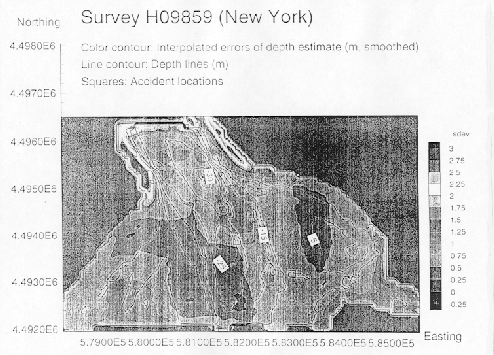 Survey H09859 (New York)
Northing
Color contour: Interpolated errors of depth estimate (m, smoothed)
Line contour: Depth lines (m)
Squares: Accident locations
4.4980E6
4.4970E6
4.4960E6
4.4950E6
4.4940E6
4.4930E6
4.4920E6
sdev
3
2.75
2.5
2.25
2
1.75
1.5
1.25
1
0.75
0.5
0.25
0
-0.25
5.7900E5 5.8000E5 5.8100E5 5.8200E5 5.8300E5 5.8400E5 5.8500E5
Easting